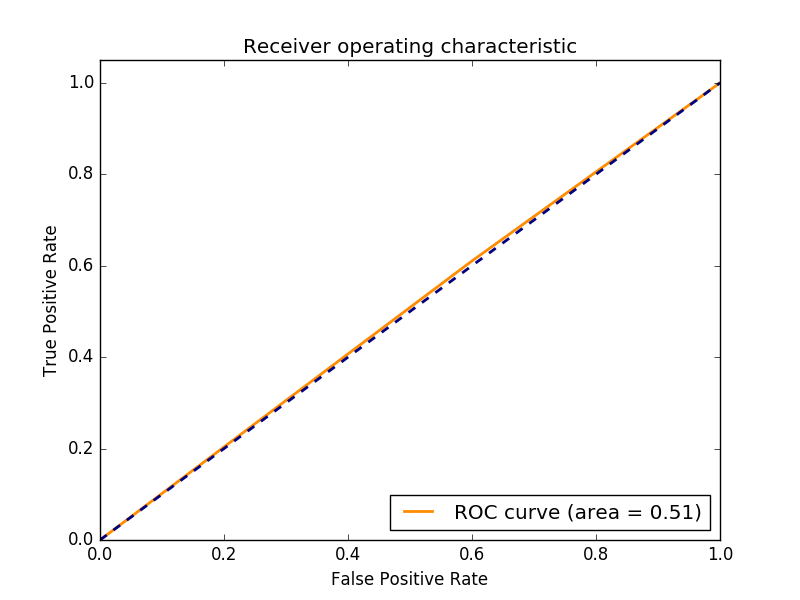 Receiver operating characteristic
True Positive Rate
1.0
0.8
0.6
0.4
0.2
0.0
ROC curve (area = 0.51)
0.0 0.2 0.4 0.6 0.8 1.0
False Positive Rate